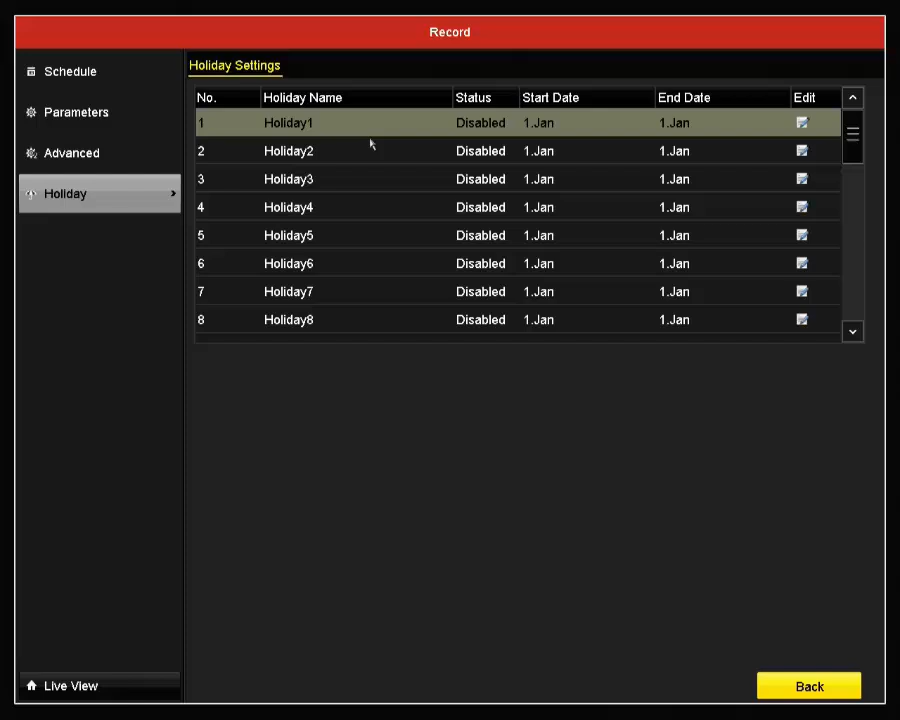 Record
Schedule
Parameters
Advanced
Holiday
Live View
Holiday Settings
No. Holiday Name Status Start Date End Date Edit
1 Holiday1 Disabled 1.Jan 1.Jan
2 Holiday2 Disabled 1.Jan 1.Jan
3 Holiday3 Disabled 1.Jan 1.Jan
4 Holiday4 Disabled 1.Jan 1.Jan
5 Holiday5 Disabled 1.Jan 1.Jan
6 Holiday6 Disabled 1.Jan 1.Jan
7 Holiday7 Disabled 1.Jan 1.Jan
8 Holiday8 Disabled 1.Jan 1.Jan
Back